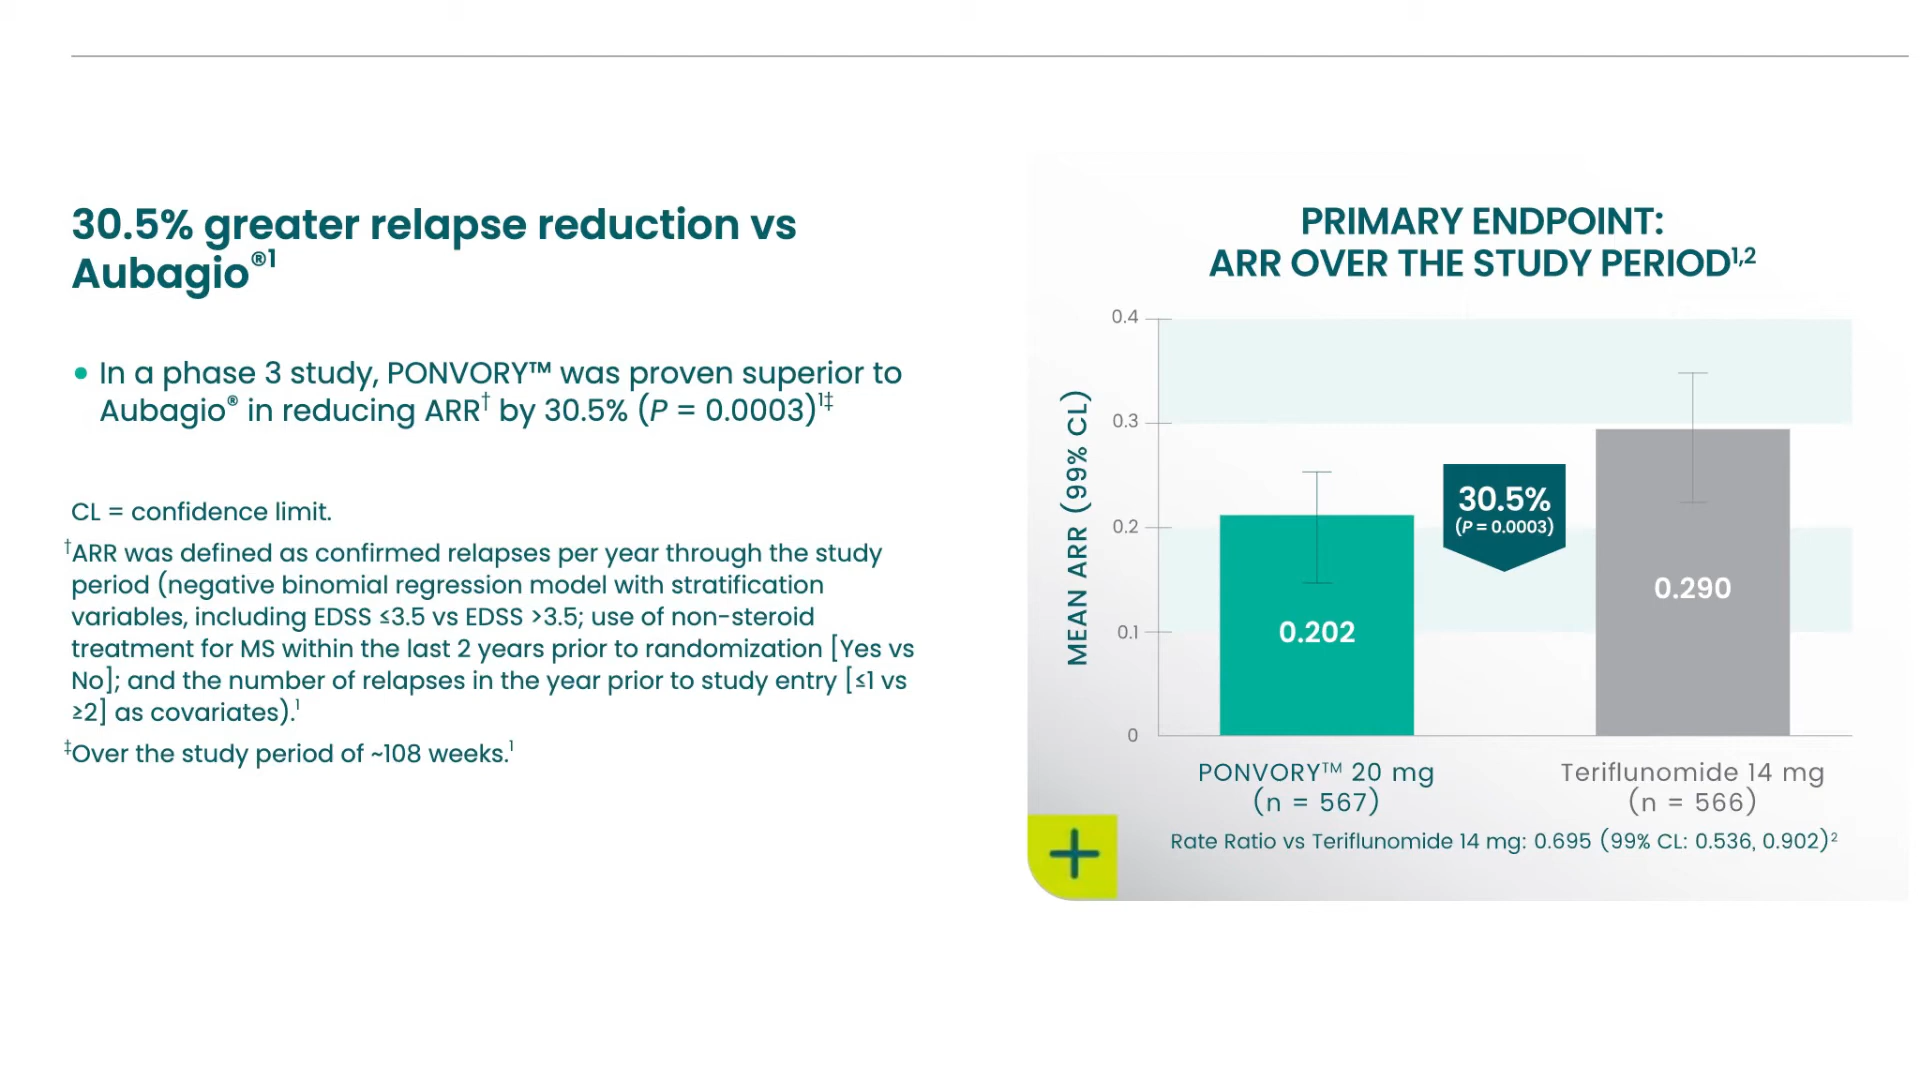 30.5% greater relapse reduction vs
Aubagio®1
• In a phase 3 study, PONVORY™ was proven superior to
Aubagio® in reducing ARR† by 30.5% (P = 0.0003)1‡
CL = confidence limit.
†ARR was defined as confirmed relapses per year through the study
period (negative binomial regression model with stratification
variables, including EDSS ≤3.5 vs EDSS >3.5; use of non-steroid
treatment for MS within the last 2 years prior to randomization [Yes vs
No]; and the number of relapses in the year prior to study entry [≤1 vs
≥2] as covariates).1
‡Over the study period of ~108 weeks.1
PRIMARY ENDPOINT:
ARR OVER THE STUDY PERIOD1,2
MEAN ARR (99% CL)
0.4
0.3
0.2
0.1
0
0.202
30.5%
(P = 0.0003)
0.290
PONVORY™ 20 mg
(n = 567)
Teriflunomide 14 mg
(n = 566)
Rate Ratio vs Teriflunomide 14 mg: 0.695 (99% CL: 0.536, 0.902)2